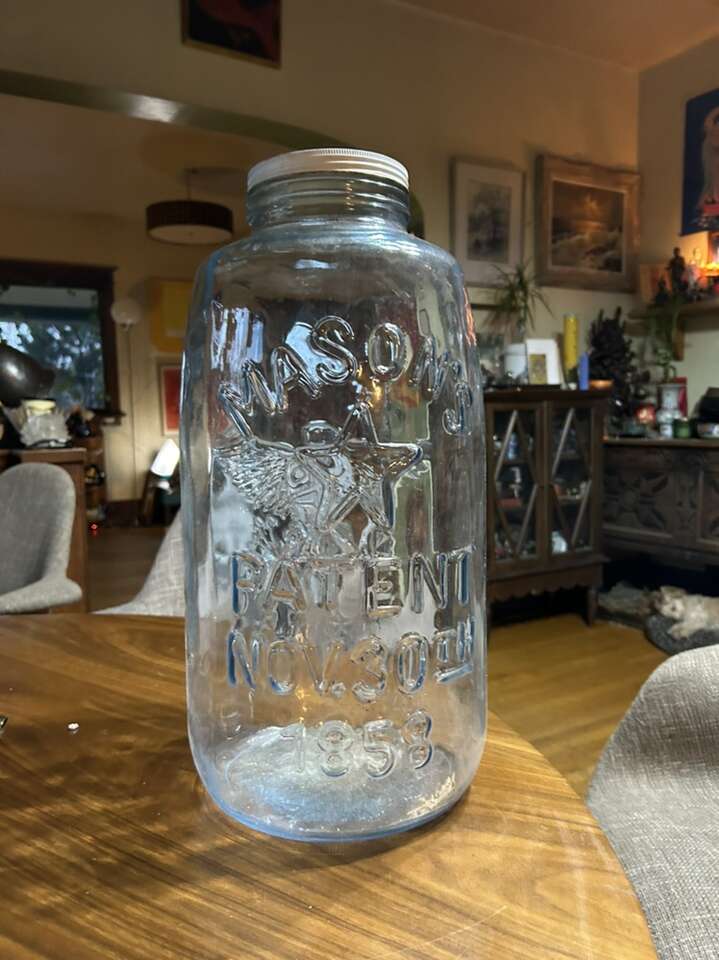 MASON'S
PATENT
NOV. 30TH
1858